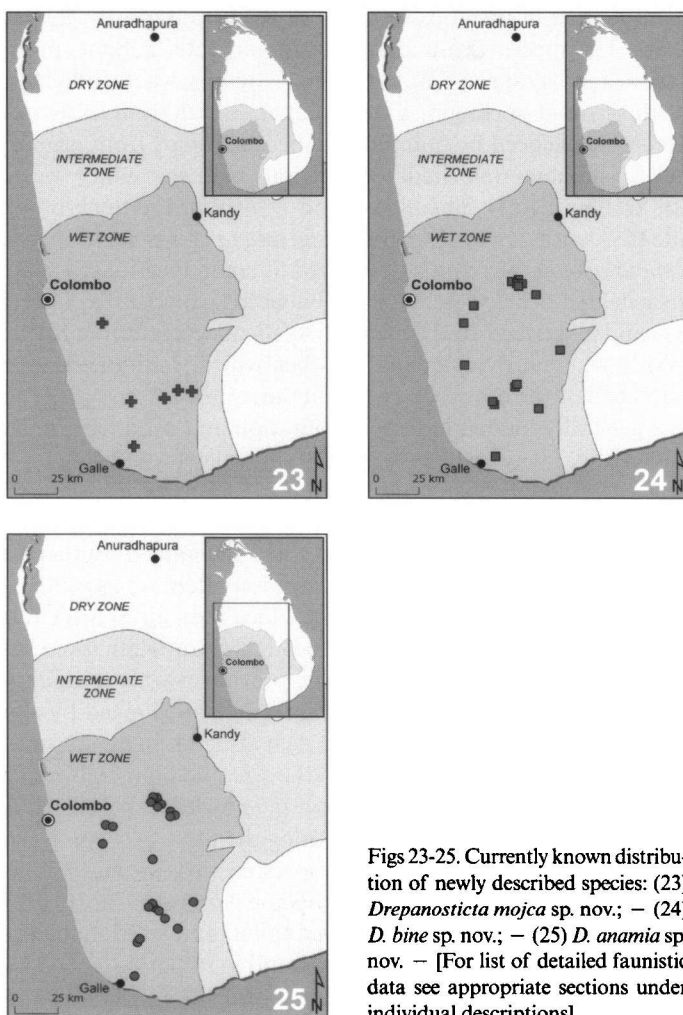 Anuradhapura
DRY ZONE
Colombo
INTERMEDIATE
ZONE
Kandy
WET ZONE
Colombo
Galle
0 25 km
23
N
Anuradhapura
DRY ZONE
Colombo
INTERMEDIATE
ZONE
Kandy
WET ZONE
Colombo
Galle
0 25 km
24
N
Anuradhapura
DRY ZONE
Colombo
INTERMEDIATE
ZONE
Kandy
WET ZONE
Colombo
Galle
0 25 km
25
N
Figs 23-25. Currently known distribu-
tion of newly described species: (23)
Drepanosticta mojca sp. nov.; — (24)
D. bine sp. nov.; — (25) D. anamia sp.
nov. — [For list of detailed faunistic
data see appropriate sections under
individual descriptions]